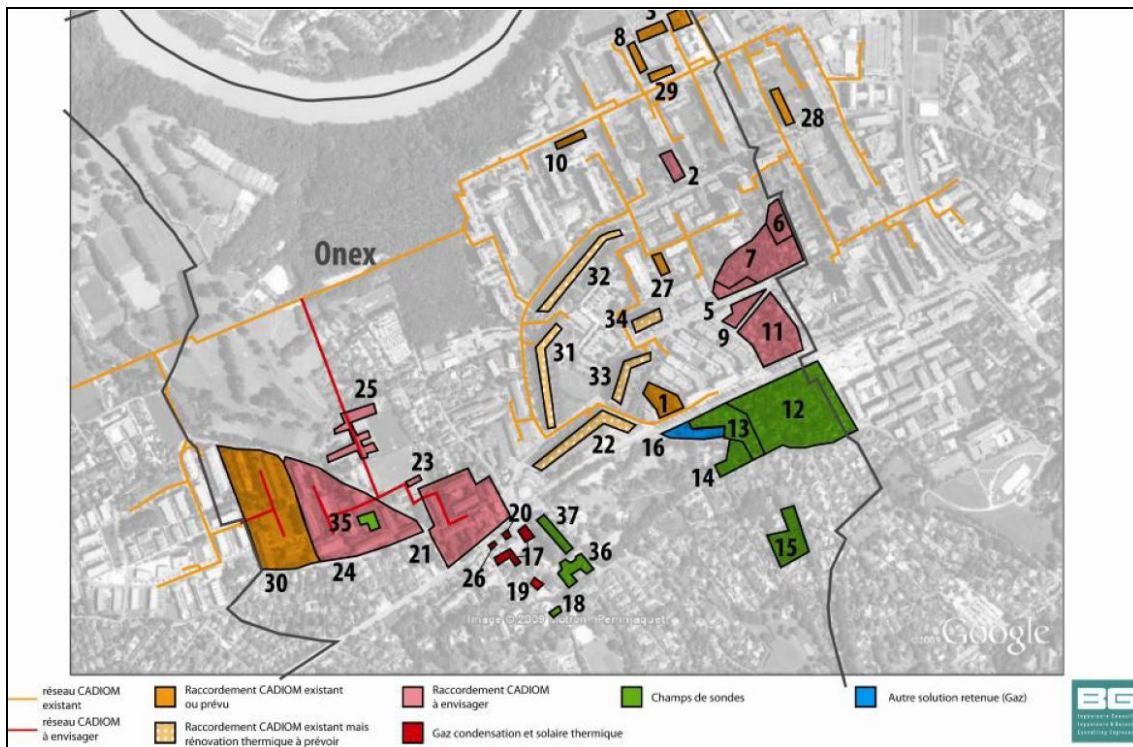 3
8
29
28
10
2
6
Onex
7
32
27
5
34
9
11
31
33
25
1
12
16
13
22
14
23
20
37
35
15
21
17
36
26
30
24
19
18
Image © 2009
©2009 Google
réseau CADIOM
existant
Raccordement CADIOM existant
ou prévu
Raccordement CADIOM
à envisager
Champs de sondes
Autre solution retenue (Gaz)
réseau CADIOM
à envisager
Raccordement CADIOM existant mais
rénovation thermique à prévoir
Gaz condensation et solaire thermique
BG